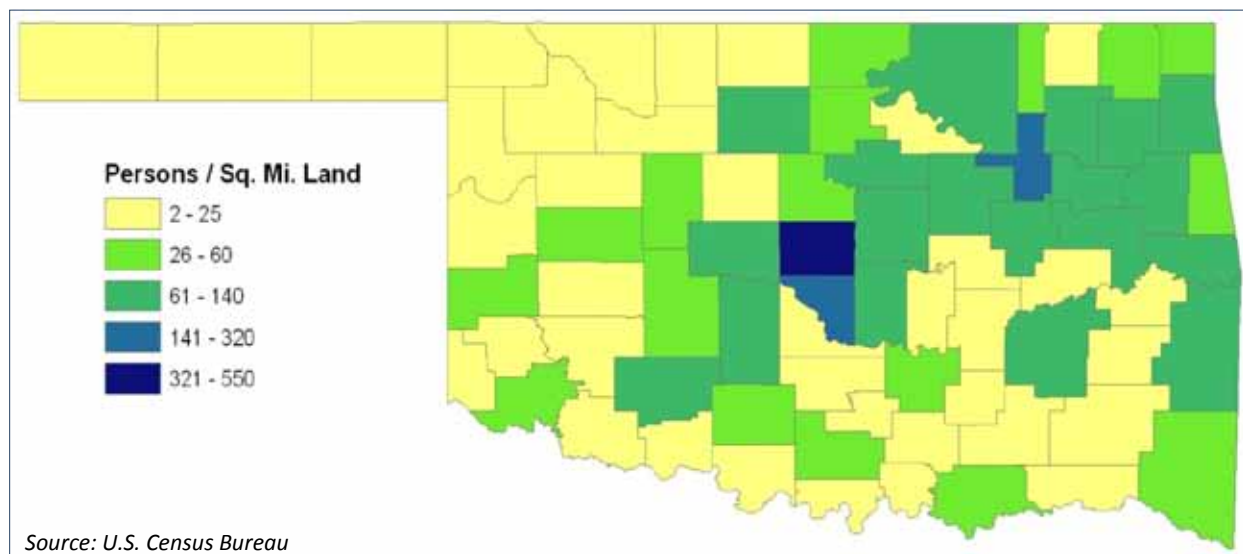 Persons / Sq. Mi. Land
2 - 25
26 - 60
61 - 140
141 - 320
321 - 550
Source: U.S. Census Bureau